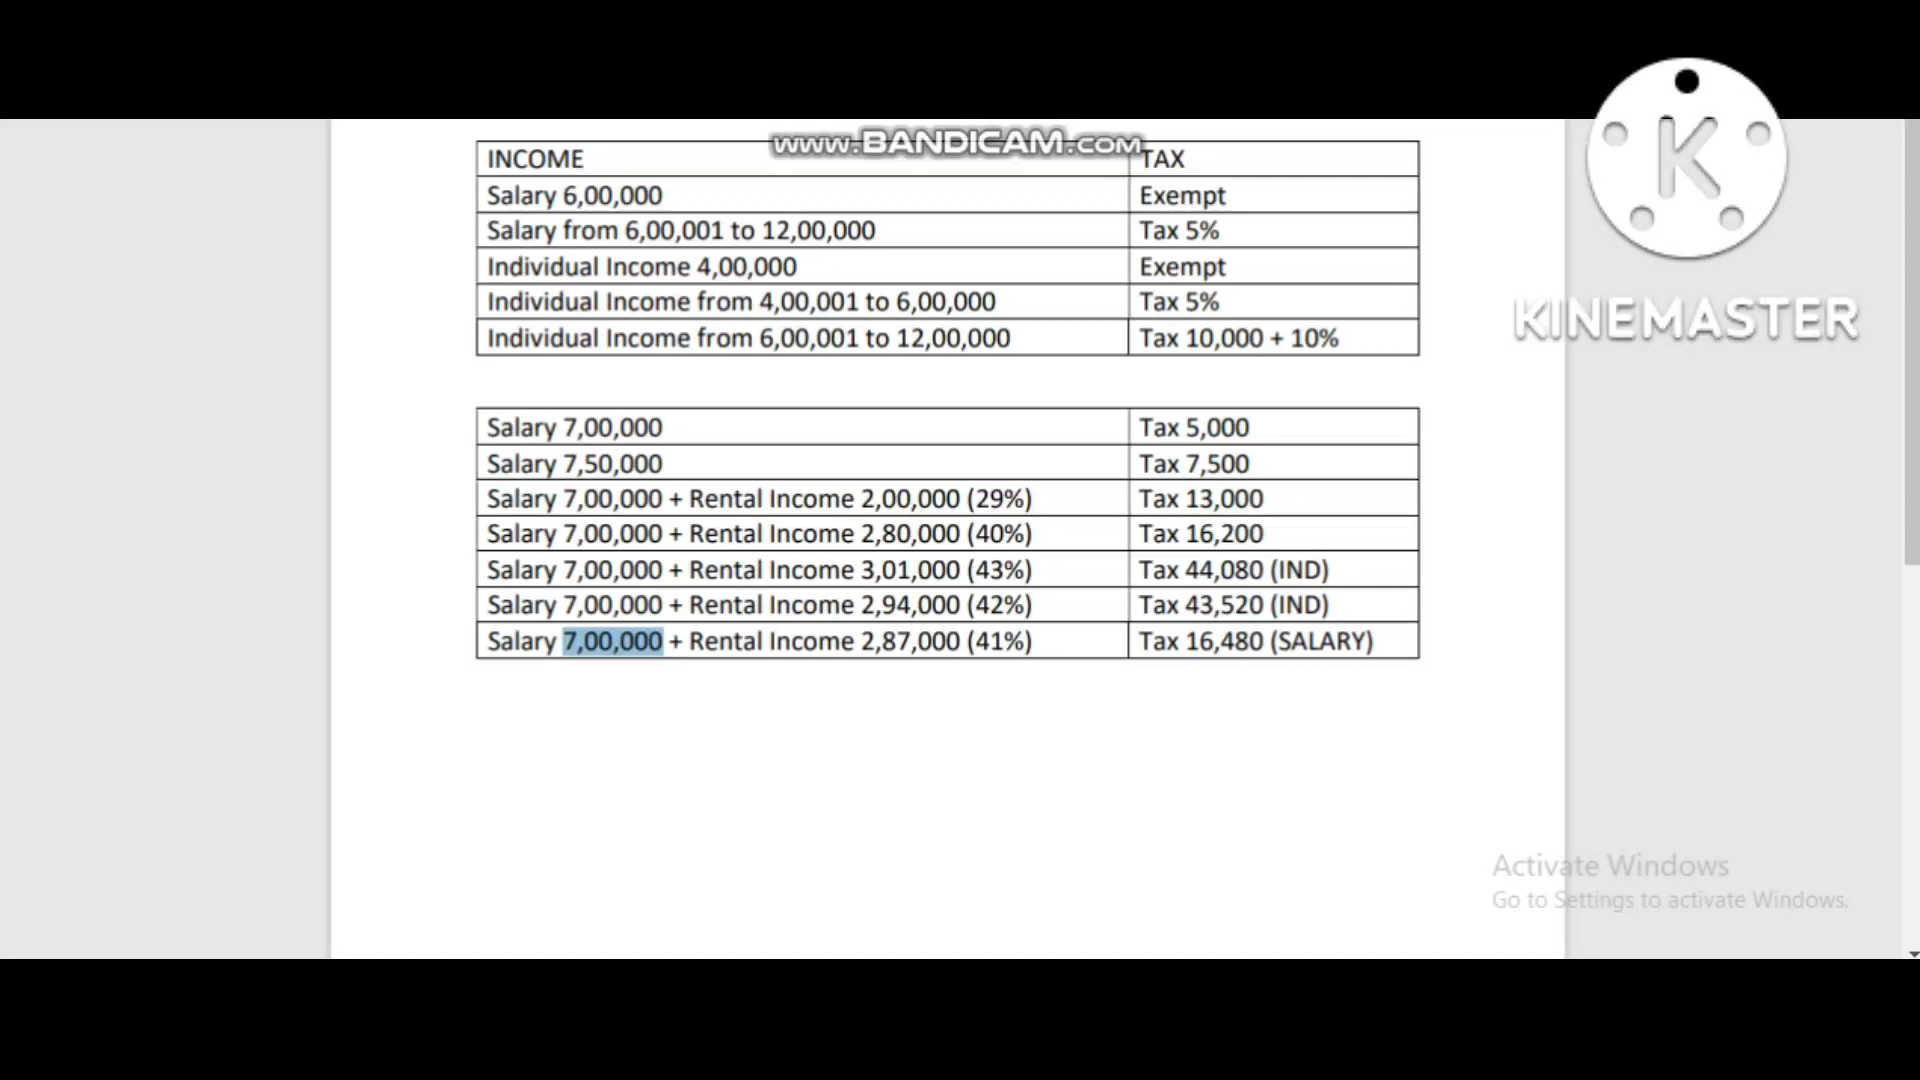 www.BANDICAM.com
INCOME TAX
Salary 6,00,000 Exempt
Salary from 6,00,001 to 12,00,000 Tax 5%
Individual Income 4,00,000 Exempt
Individual Income from 4,00,001 to 6,00,000 Tax 5%
Individual Income from 6,00,001 to 12,00,000 Tax 10,000 + 10%
K
KINEMASTER
Salary 7,00,000 Tax 5,000
Salary 7,50,000 Tax 7,500
Salary 7,00,000 + Rental Income 2,00,000 (29%) Tax 13,000
Salary 7,00,000 + Rental Income 2,80,000 (40%) Tax 16,200
Salary 7,00,000 + Rental Income 3,01,000 (43%) Tax 44,080 (IND)
Salary 7,00,000 + Rental Income 2,94,000 (42%) Tax 43,520 (IND)
Salary 7,00,000 + Rental Income 2,87,000 (41%) Tax 16,480 (SALARY)
Activate Windows
Go to Settings to activate Windows.